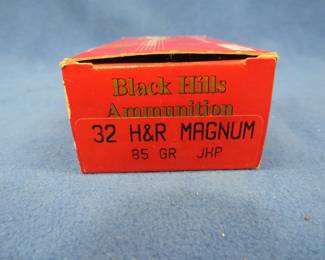 Black Hills
Ammunition
32 H&R MAGNUM
85 GR JHP